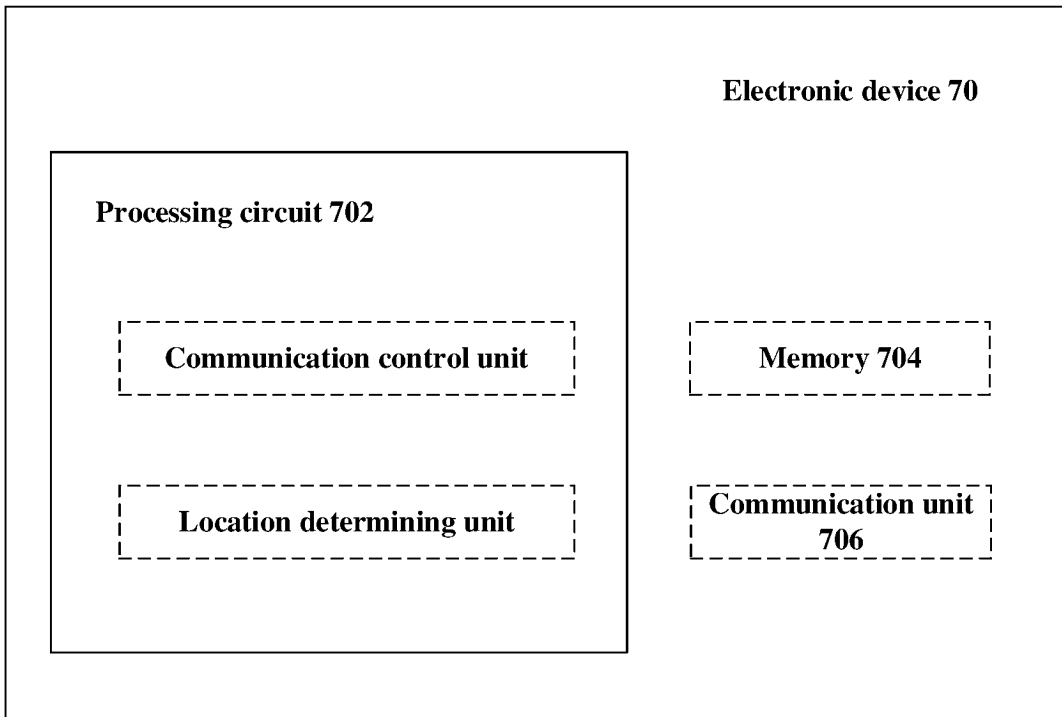 Electronic device 70
Processing circuit 702
Communication control unit
Memory 704
Location determining unit
Communication unit
706